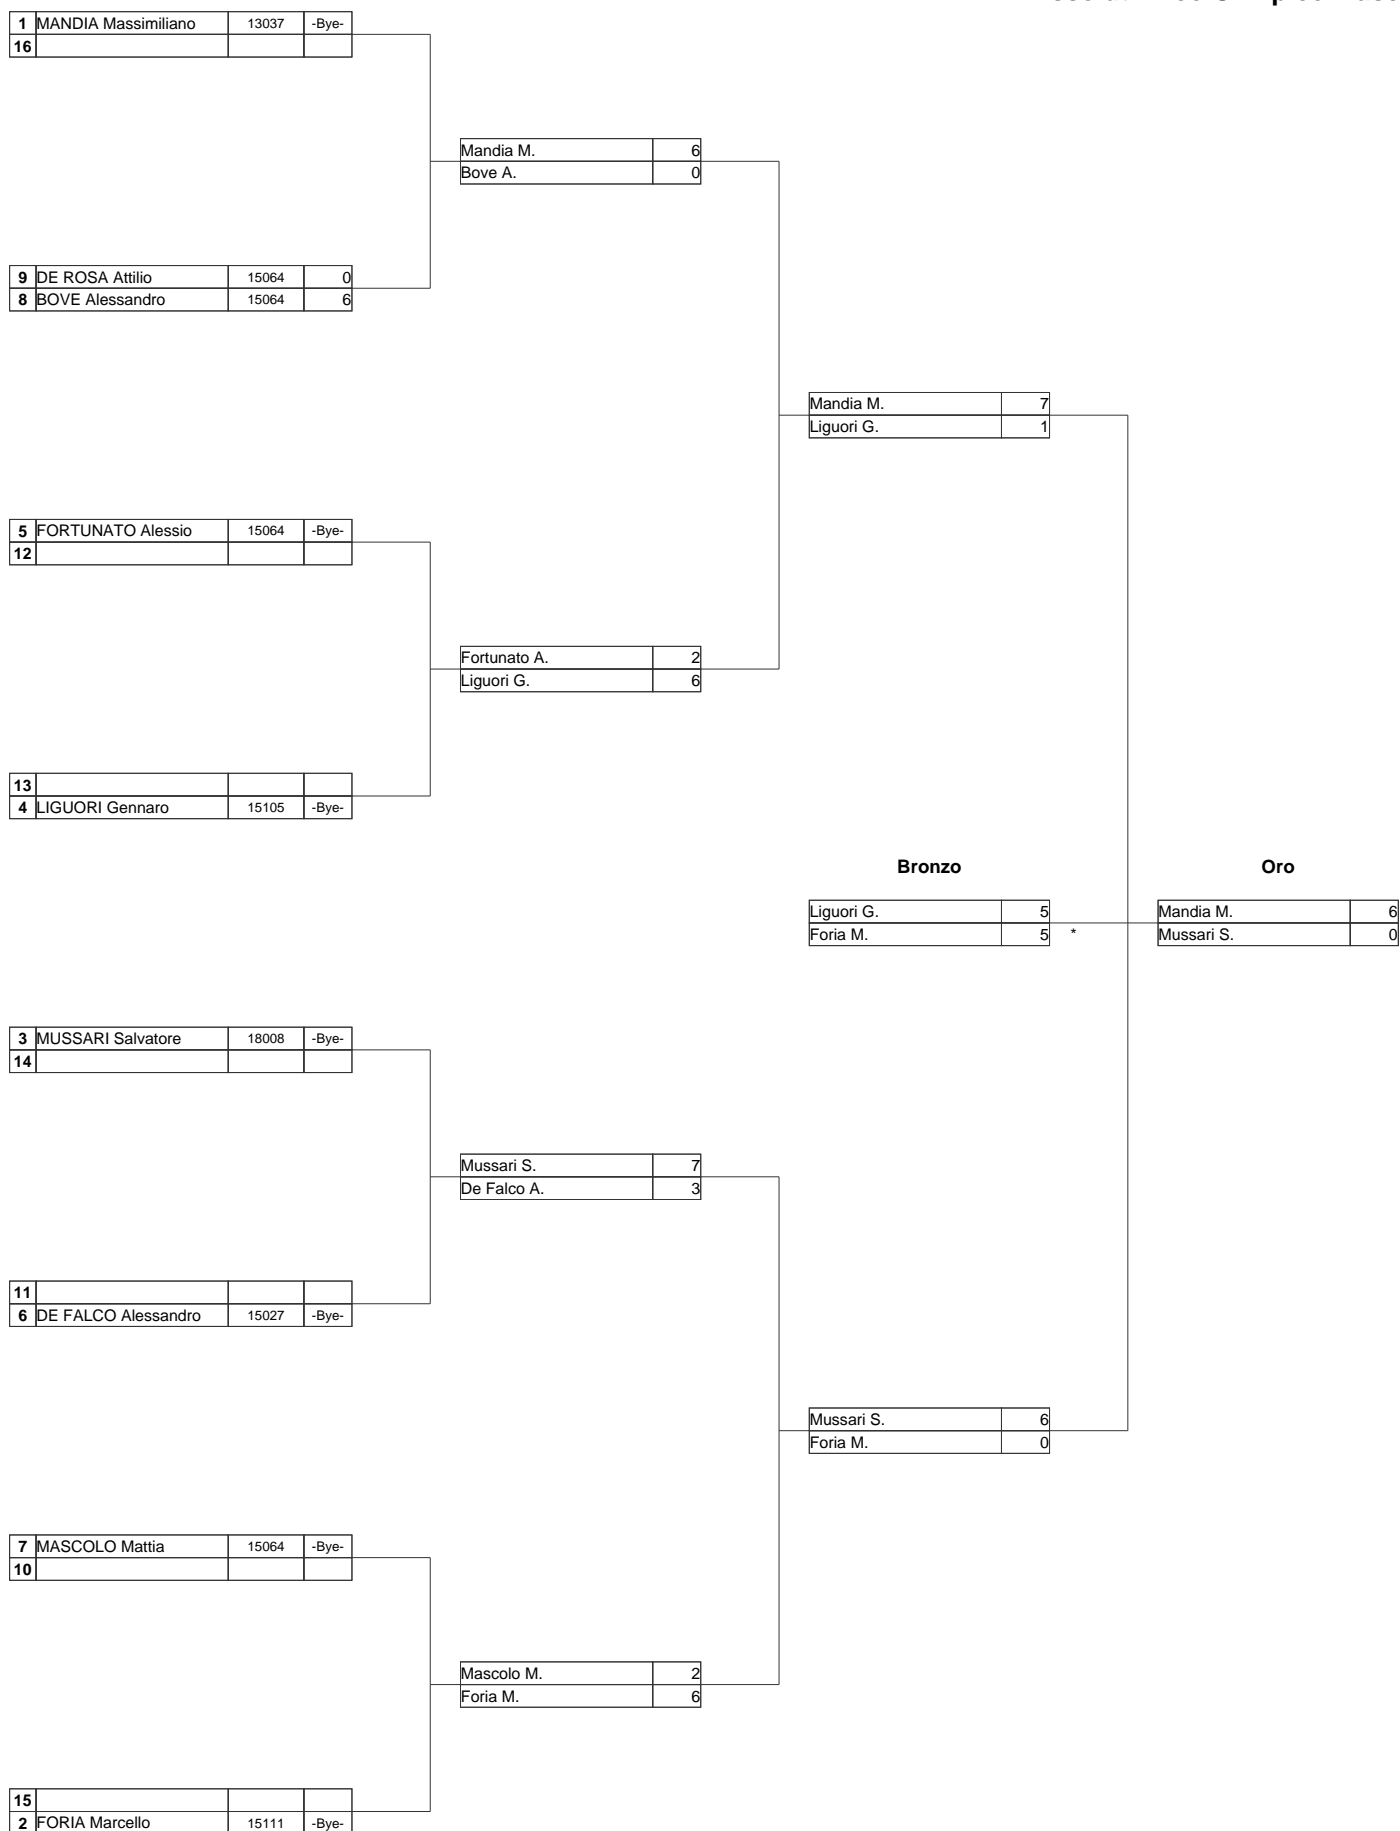 1 MANDIA Massimiliano 13037 -Bye-
16
Mandia M. 6
Bove A. 0
9 DE ROSA Attilio 15064 0
8 BOVE Alessandro 15064 6
Mandia M. 7
Liguori G. 1
5 FORTUNATO Alessio 15064 -Bye-
12
Fortunato A. 2
Liguori G. 6
13
4 LIGUORI Gennaro 15105 -Bye-
Bronzo Oro
Liguori G. 5 Mandia M. 6
Foria M. 5 * Mussari S. 0
3 MUSSARI Salvatore 18008 -Bye-
14
Mussari S. 7
De Falco A. 3
11
6 DE FALCO Alessandro 15027 -Bye-
Mussari S. 6
Foria M. 0
7 MASCOLO Mattia 15064 -Bye-
10
Mascolo M. 2
Foria M. 6
15
2 FORIA Marcello 15111 -Bye-